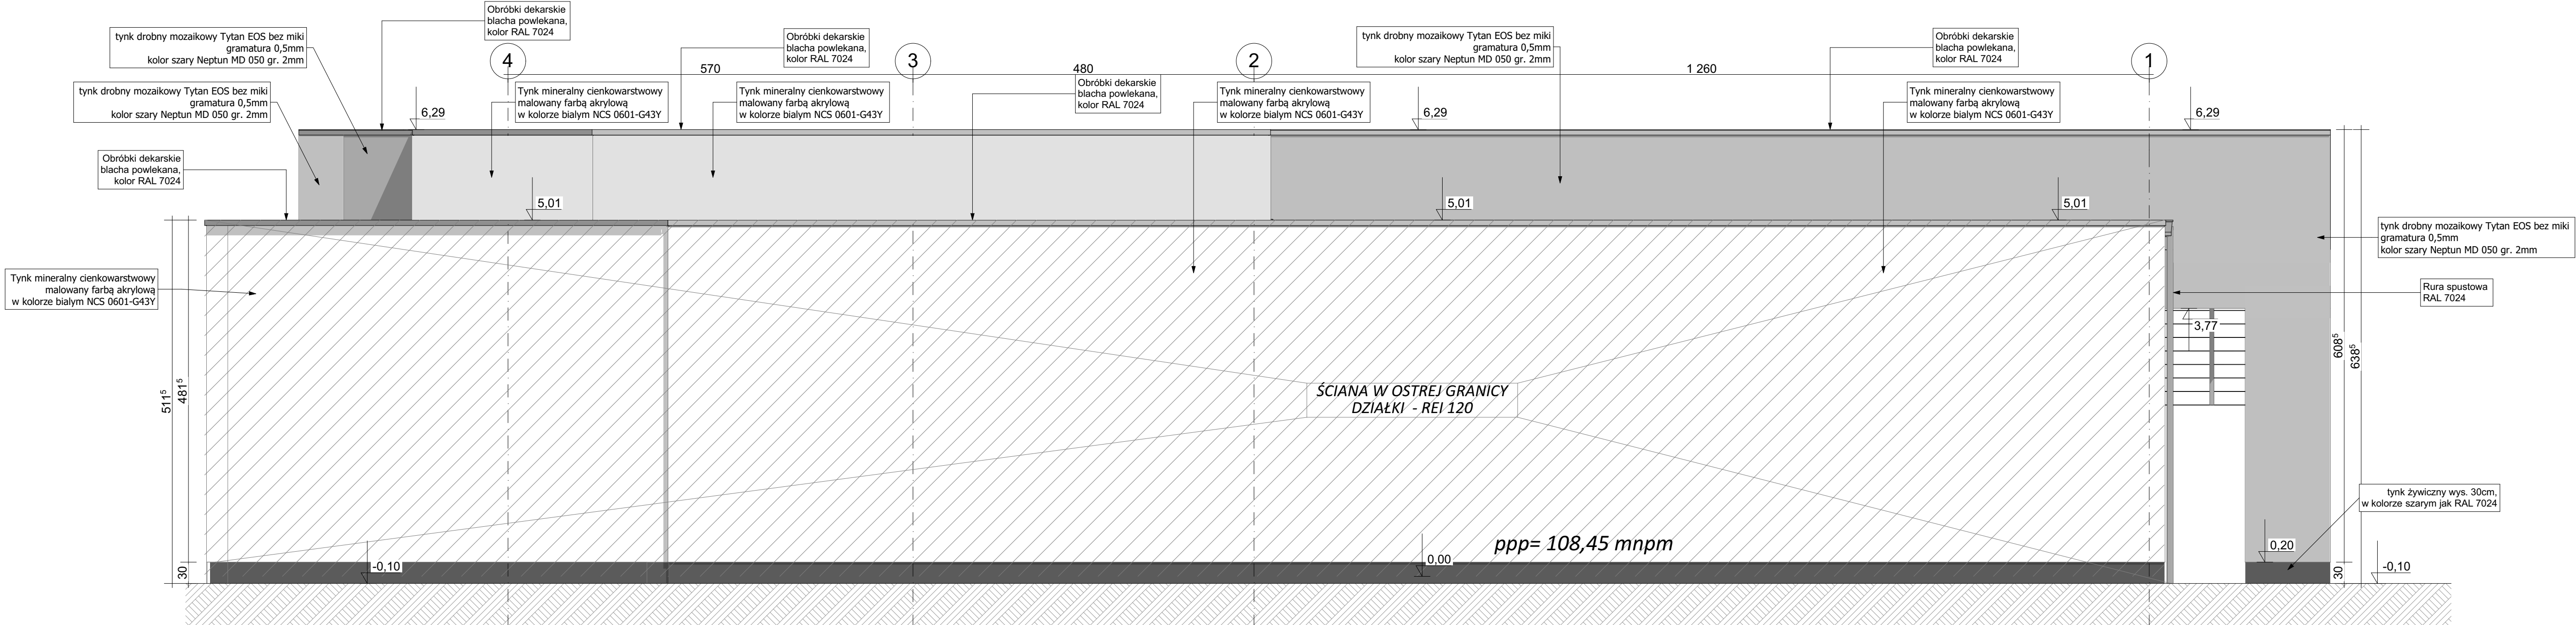 Obróbki dekarskie
blacha powlekana,
kolor RAL 7024
tynk drobny mozaikowy Tytan EOS bez miki
gramatura 0,5mm
kolor szary Neptun MD 050 gr. 2mm
Obróbki dekarskie
blacha powlekana,
kolor RAL 7024
tynk drobny mozaikowy Tytan EOS bez miki
gramatura 0,5mm
kolor szary Neptun MD 050 gr. 2mm
Obróbki dekarskie
blacha powlekana,
kolor RAL 7024
4
3
2
1
570
480
1 260
tynk drobny mozaikowy Tytan EOS bez miki
gramatura 0,5mm
kolor szary Neptun MD 050 gr. 2mm
Tynk mineralny cienkowarstwowy
malowany farbą akrylową
w kolorze bialym NCS 0601-G43Y
Tynk mineralny cienkowarstwowy
malowany farbą akrylową
w kolorze bialym NCS 0601-G43Y
Obróbki dekarskie
blacha powlekana,
kolor RAL 7024
Tynk mineralny cienkowarstwowy
malowany farbą akrylową
w kolorze bialym NCS 0601-G43Y
Tynk mineralny cienkowarstwowy
malowany farbą akrylową
w kolorze bialym NCS 0601-G43Y
6,29
6,29
6,29
Obróbki dekarskie
blacha powlekana,
kolor RAL 7024
5,01
5,01
5,01
tynk drobny mozaikowy Tytan EOS bez miki
gramatura 0,5mm
kolor szary Neptun MD 050 gr. 2mm
Tynk mineralny cienkowarstwowy
malowany farbą akrylową
w kolorze bialym NCS 0601-G43Y
Rura spustowa
RAL 7024
3,77
511⁵
481⁵
608⁵
638⁵
ŚCIANA W OSTREJ GRANICY
DZIAŁKI - REI 120
tynk żywiczny wys. 30cm,
w kolorze szarym jak RAL 7024
ppp= 108,45 mnpm
0,00
0,20
-0,10
-0,10
30
30